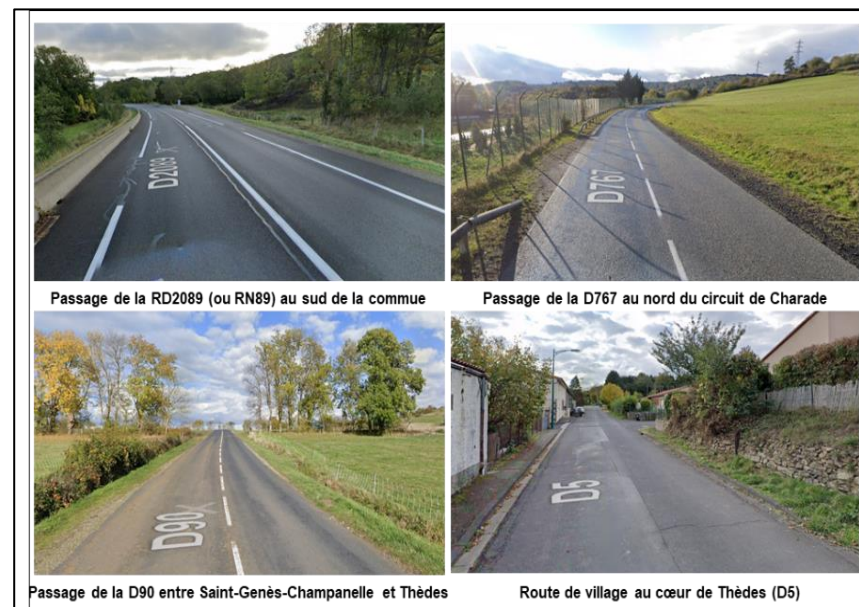 D2089
D767
Passage de la RD2089 (ou RN89) au sud de la commue
Passage de la D767 au nord du circuit de Charade
D90
D5
Passage de la D90 entre Saint-Genès-Champanelle et Thèdes
Route de village au cœur de Thèdes (D5)